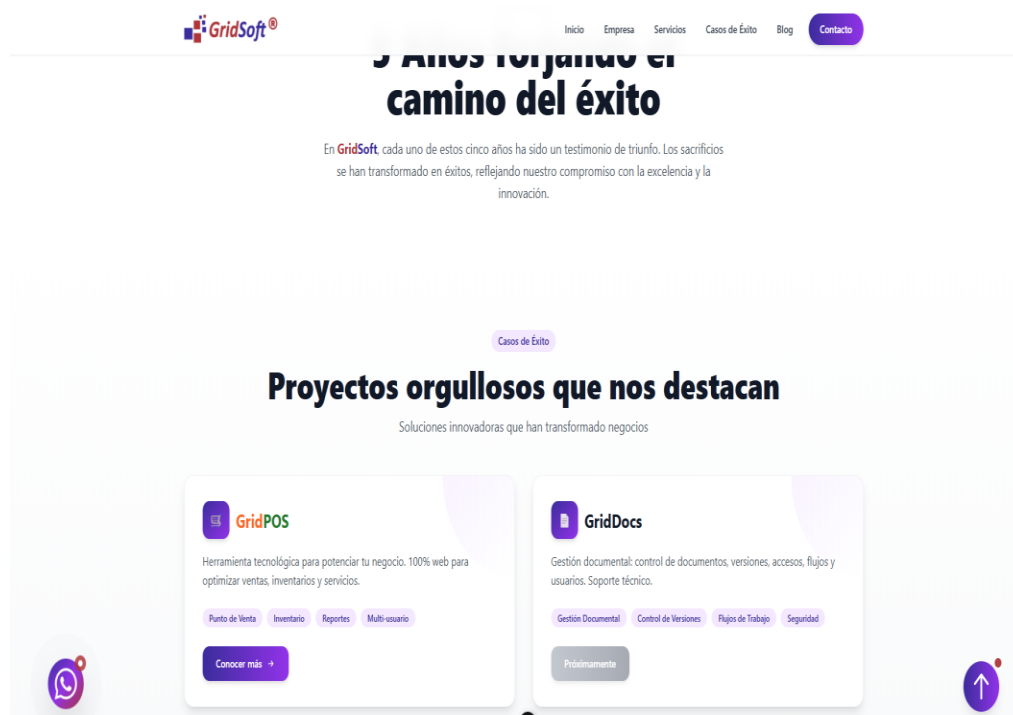 GridSoft®
Inicio
Empresa
Servicios
Casos de Éxito
Blog
Contacto
5 Años forjando el
camino del éxito
En GridSoft, cada uno de estos cinco años ha sido un testimonio de triunfo. Los sacrificios
se han transformado en éxitos, reflejando nuestro compromiso con la excelencia y la
innovación.
Casos de Éxito
Proyectos orgullosos que nos destacan
Soluciones innovadoras que han transformado negocios
GridPOS
Herramienta tecnológica para potenciar tu negocio. 100% web para
optimizar ventas, inventarios y servicios.
Punto de Venta
Inventario
Reportes
Multi-usuario
Conocer más →
GridDocs
Gestión documental: control de documentos, versiones, accesos, flujos y
usuarios. Soporte técnico.
Gestión Documental
Control de Versiones
Flujos de Trabajo
Seguridad
Próximamente